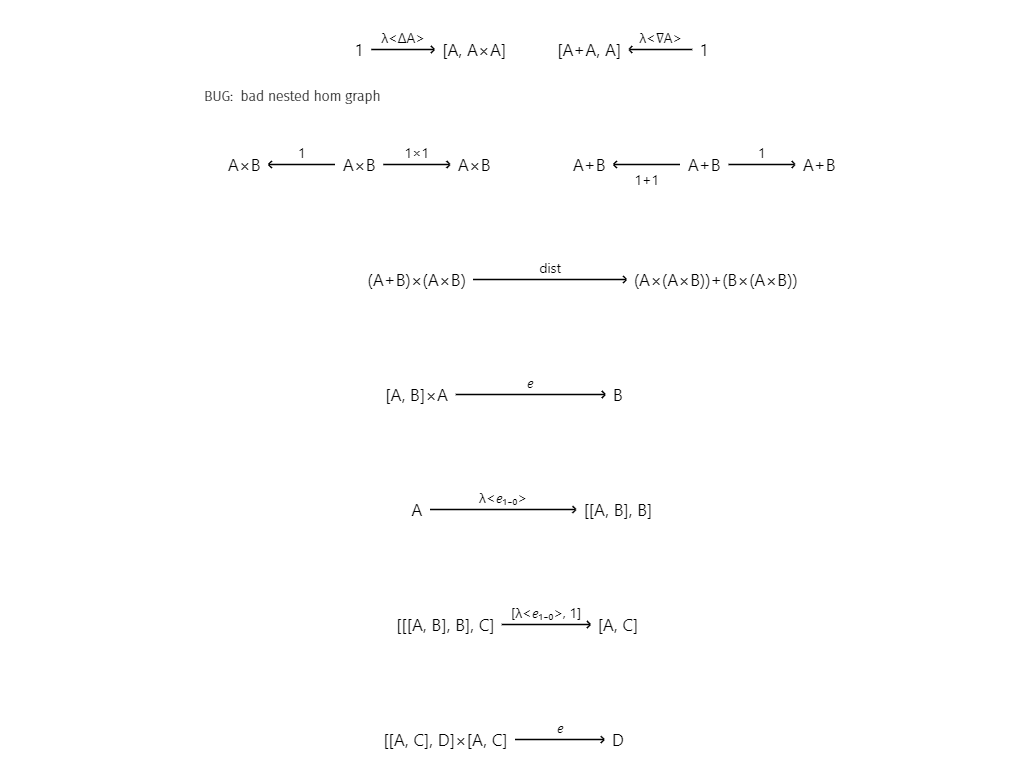 λ<ΔA> λ<∇A>
1 [A, A×A] [A+A, A] 1
BUG: bad nested hom graph
1 1×1 1
A×B A×B A×B A+B A+B A+B
1+1
dist
(A+B)×(A×B) (A×(A×B))+(B×(A×B))
e
[A, B]×A B
λ<e₁₋₀>
A [[A, B], B]
[λ<e₁₋₀>, 1]
[[[A, B], B], C] [A, C]
e
[[A, C], D]×[A, C] D